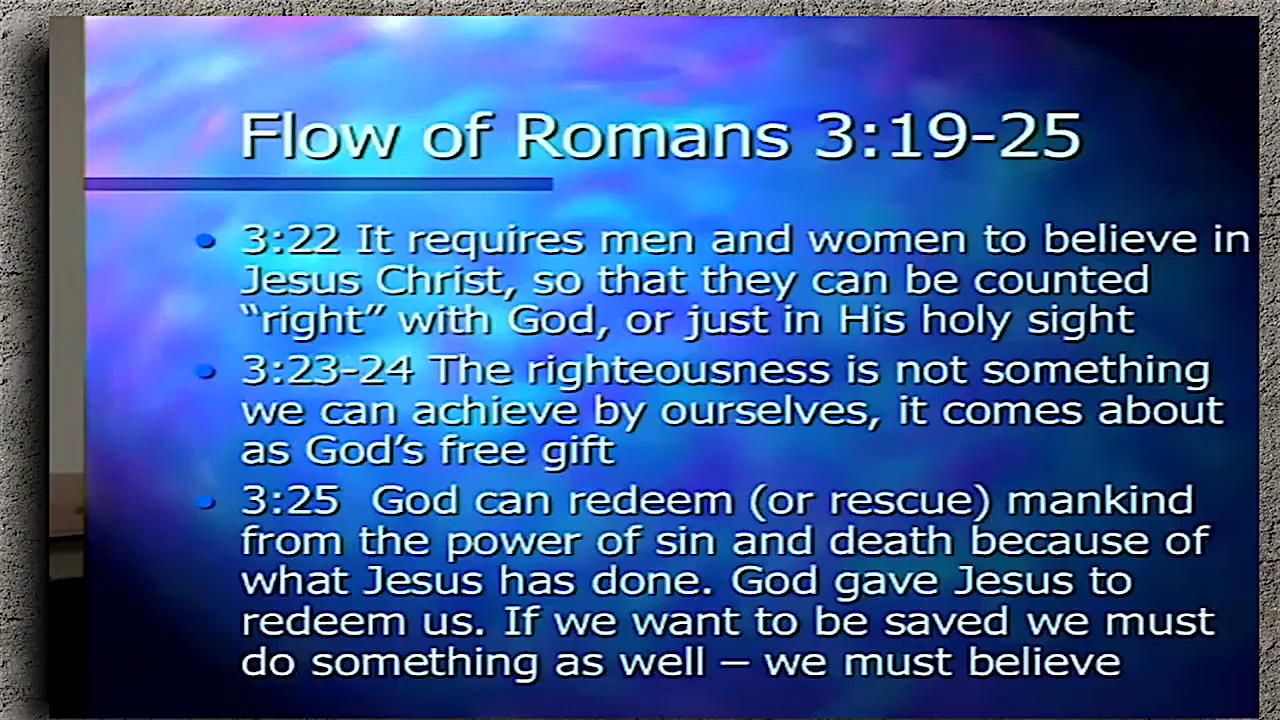 Flow of Romans 3:19-25
• 3:22 It requires men and women to believe in
Jesus Christ, so that they can be counted
“right” with God, or just in His holy sight
• 3:23-24 The righteousness is not something
we can achieve by ourselves, it comes about
as God’s free gift
• 3:25  God can redeem (or rescue) mankind
from the power of sin and death because of
what Jesus has done. God gave Jesus to
redeem us. If we want to be saved we must
do something as well – we must believe